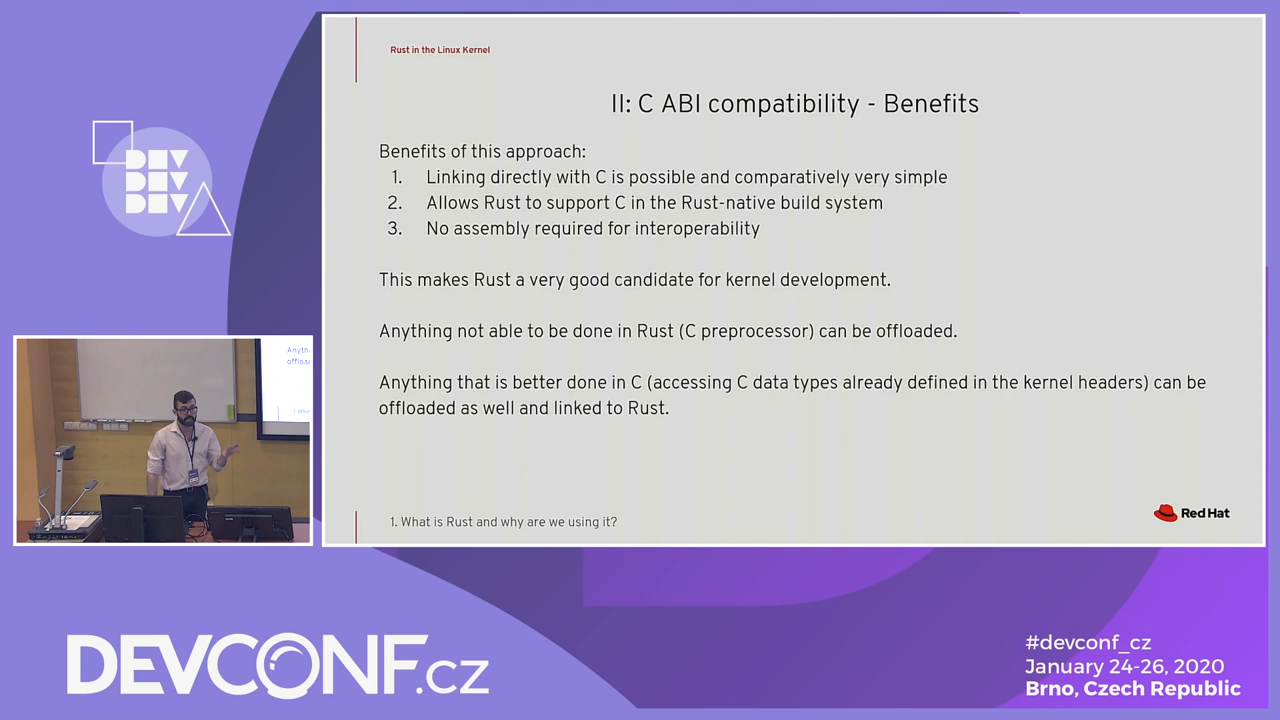 Rust in the Linux Kernel
II: C ABI compatibility - Benefits
Benefits of this approach:
1. Linking directly with C is possible and comparatively very simple
2. Allows Rust to support C in the Rust-native build system
3. No assembly required for interoperability
This makes Rust a very good candidate for kernel development.
Anything not able to be done in Rust (C preprocessor) can be offloaded.
Anything that is better done in C (accessing C data types already defined in the kernel headers) can be
offloaded as well and linked to Rust.
1. What is Rust and why are we using it?
Red Hat
DEV
DEV
DEV
Anyth
offloa
DEVCONF.cz
#devconf_cz
January 24-26, 2020
Brno, Czech Republic